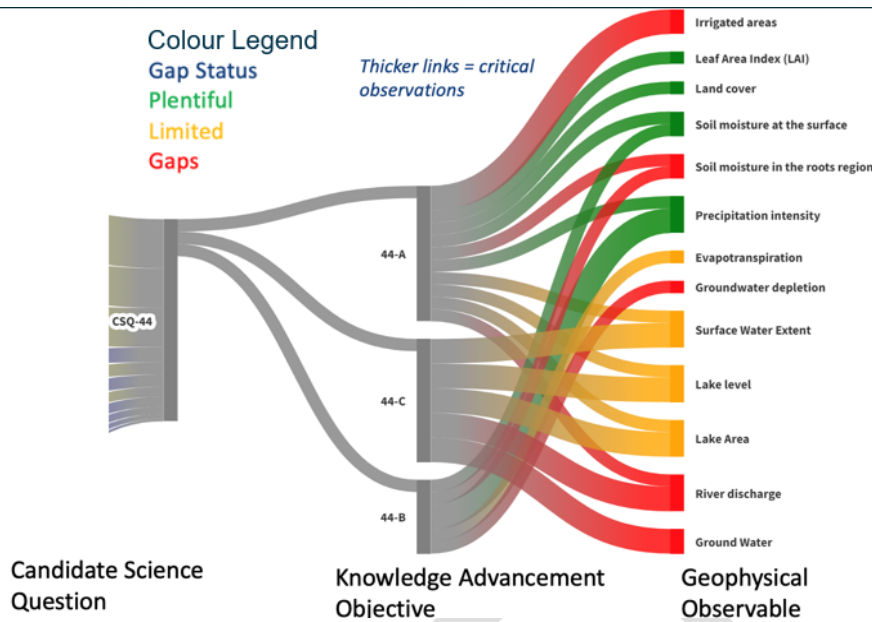 Colour Legend
Gap Status
Plentiful
Limited
Gaps
Thicker links = critical
observations
Irrigated areas
Leaf Area Index (LAI)
Land cover
Soil moisture at the surface
Soil moisture in the roots region
Precipitation intensity
Evapotranspiration
Groundwater depletion
Surface Water Extent
Lake level
Lake Area
River discharge
Ground Water
CSQ-44
44-A
44-C
44-B
Candidate Science
Question
Knowledge Advancement
Objective
Geophysical
Observable